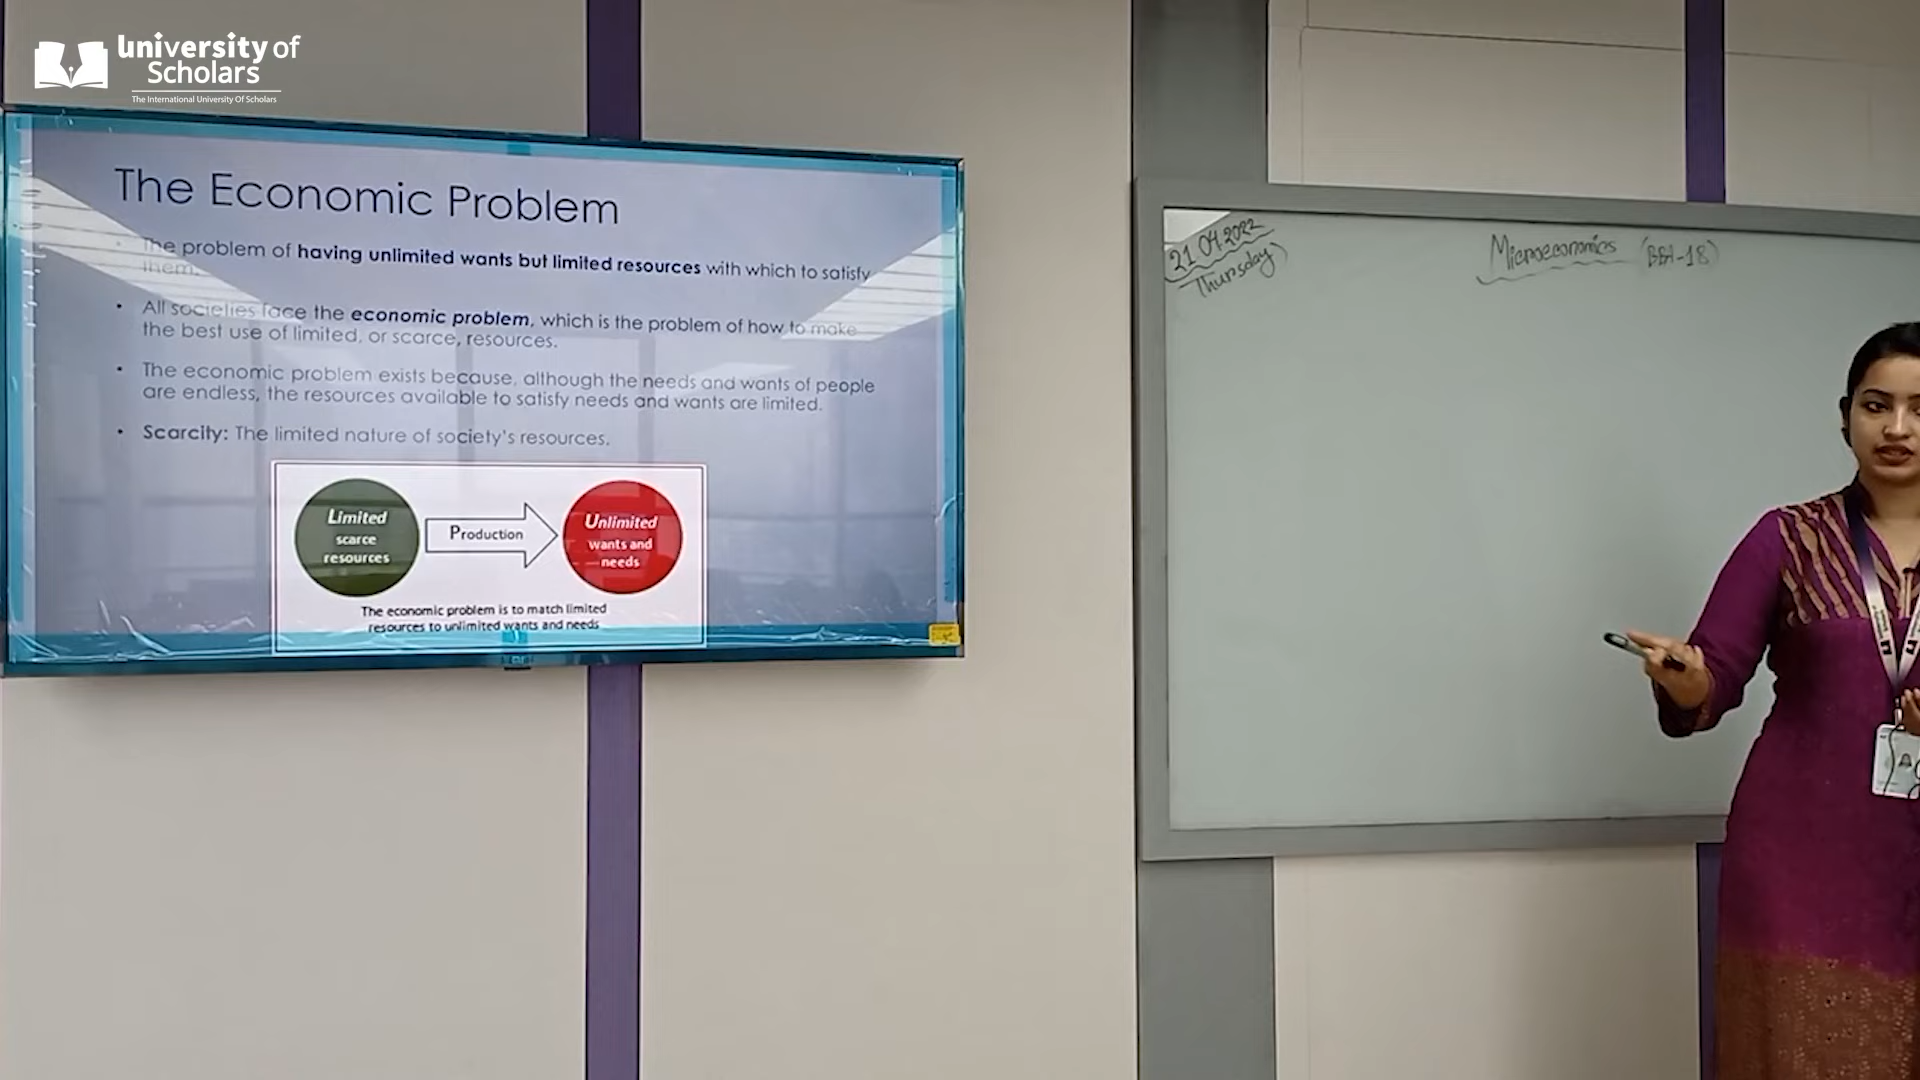 University of
Scholars
The International University Of Scholars
The Economic Problem
The problem of having unlimited wants but limited resources with which to satisfy
them.
• All societies face the economic problem, which is the problem of how to make
the best use of limited, or scarce, resources.
• The economic problem exists because, although the needs and wants of people
are endless, the resources available to satisfy needs and wants are limited.
• Scarcity: The limited nature of society's resources.
Limited
scarce
resources
Production
Unlimited
wants and
needs
The economic problem is to match limited
resources to unlimited wants and needs
21.04.2022
Thursday
Microeconomics (BBA-18)